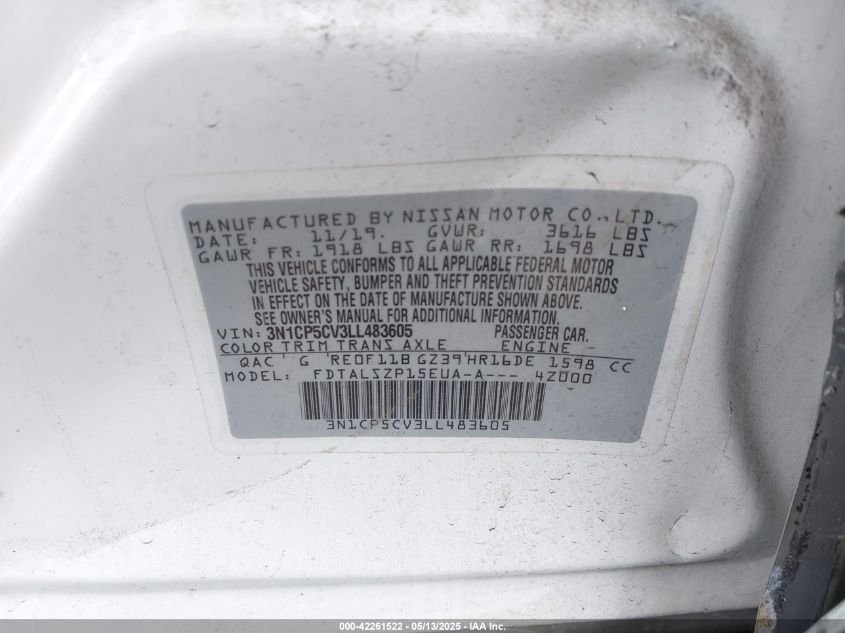 MANUFACTURED BY NISSAN MOTOR CO., LTD.
DATE: 11/19. GVWR: 3616 LBS
GAWR FR: 1918 LBS GAWR RR: 1698 LBS
THIS VEHICLE CONFORMS TO ALL APPLICABLE FEDERAL MOTOR
VEHICLE SAFETY, BUMPER AND THEFT PREVENTION STANDARDS
IN EFFECT ON THE DATE OF MANUFACTURE SHOWN ABOVE.
SEE OWNER'S MANUAL FOR ADDITIONAL INFORMATION.
VIN: 3N1CP5CV3LL483605 PASSENGER CAR.
COLOR TRIM TRANS AXLE ENGINE
QAC G RE0F11B GZ39 HR16DE 1598 CC
MODEL: FDTALSZP15EUA-A--- 4Z000
3N1CP5CV3LL483605
000-42261522 - 05/13/2025 - IAA Inc.